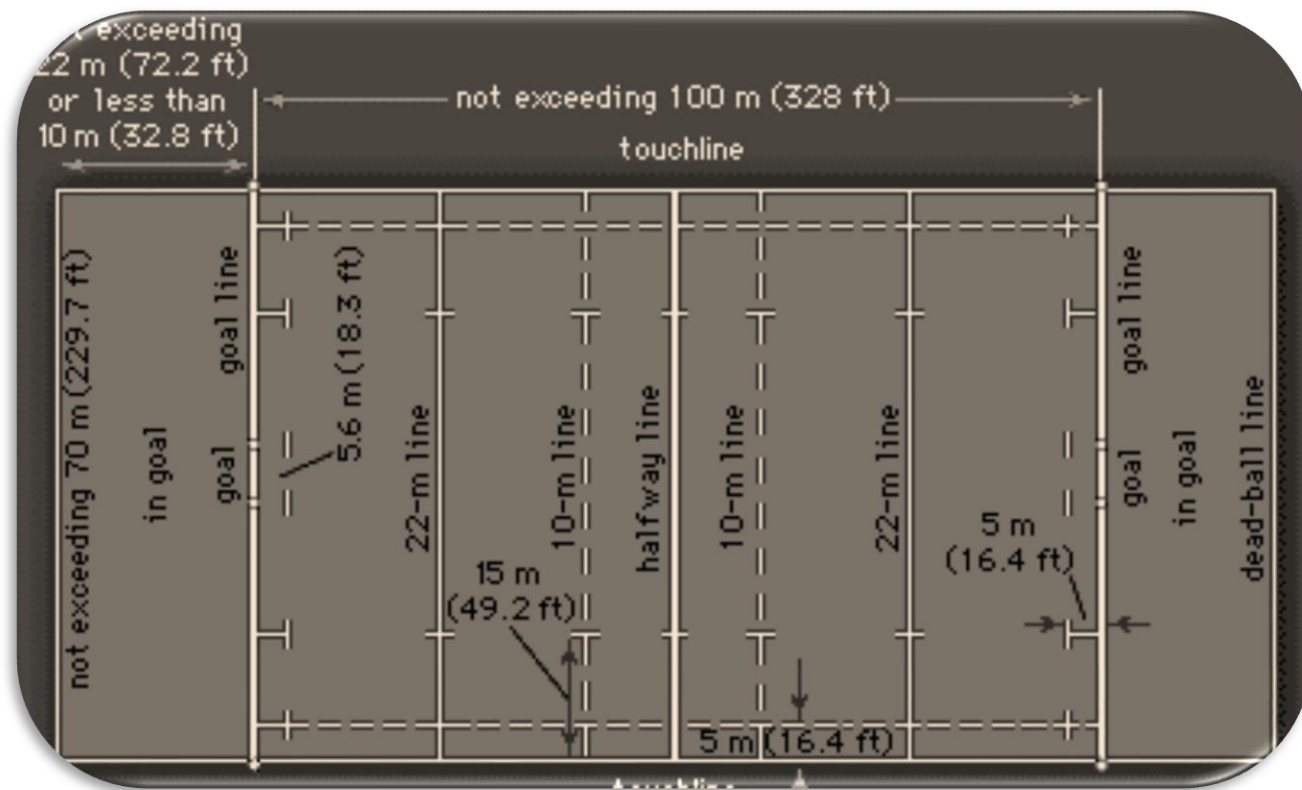 exceeding
22 m (72.2 ft)
or less than
10 m (32.8 ft)
not exceeding 100 m (328 ft)
touchline
not exceeding 70 m (229.7 ft)
in goal
goal line
goal
5.6 m (18.3 ft)
22-m line
10-m line
halfway line
10-m line
22-m line
goal line
goal
in goal
dead-ball line
15 m
(49.2 ft)
5 m
(16.4 ft)
5 m (16.4 ft)
touchline